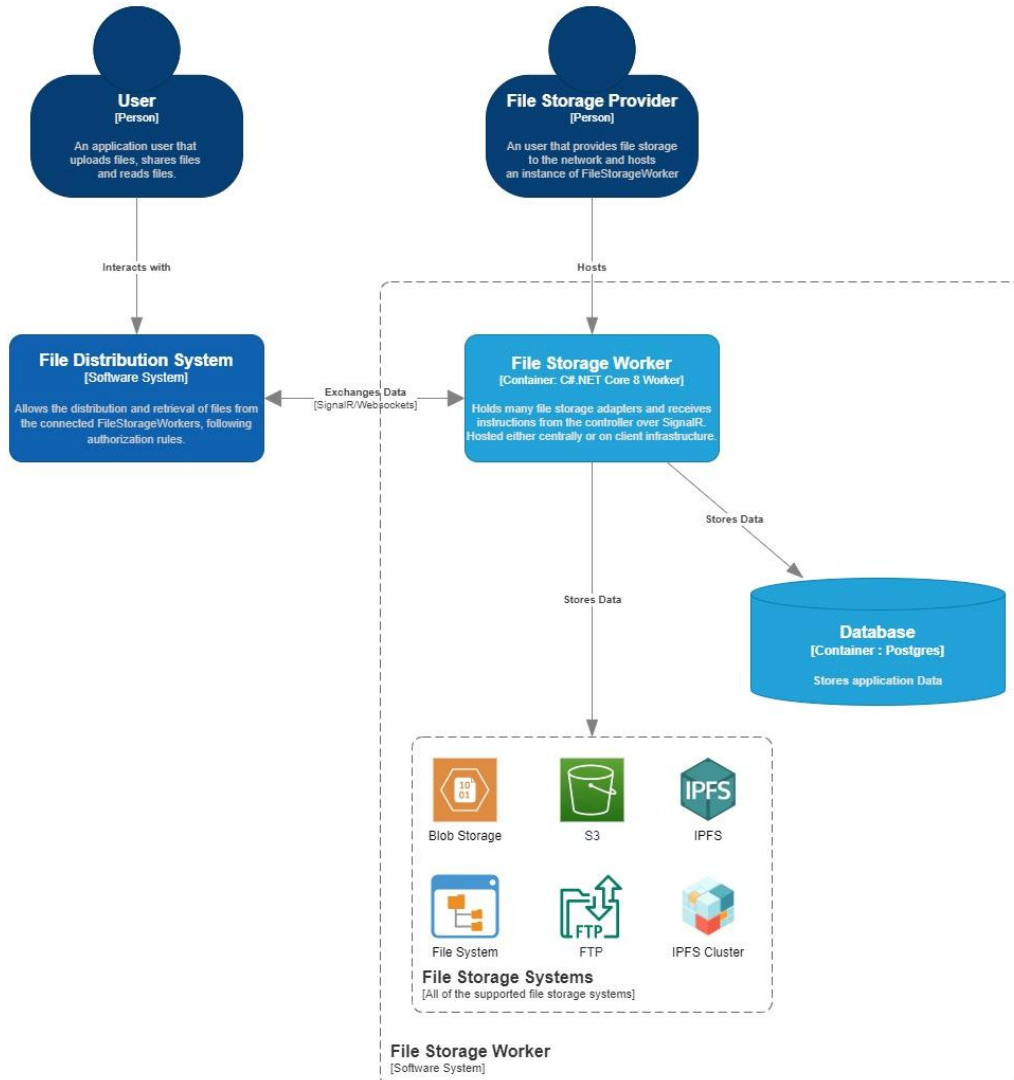 User
[Person]
An application user that
uploads files, shares files
and reads files.
File Storage Provider
[Person]
An user that provides file storage
to the network and hosts
an instance of FileStorageWorker
Interacts with
Hosts
File Distribution System
[Software System]
Allows the distribution and retrieval of files from
the connected FileStorageWorkers, following
authorization rules.
Exchanges Data
[SignalR/Websockets]
File Storage Worker
[Container: C#.NET Core 8 Worker]
Holds many file storage adapters and receives
instructions from the controller over SignalR.
Hosted either centrally or on client infrastructure.
Stores Data
Stores Data
Database
[Container : Postgres]
Stores application Data
10
01
IPFS
Blob Storage
S3
IPFS
FTP
File System
FTP
IPFS Cluster
File Storage Systems
[All of the supported file storage systems]
File Storage Worker
[Software System]